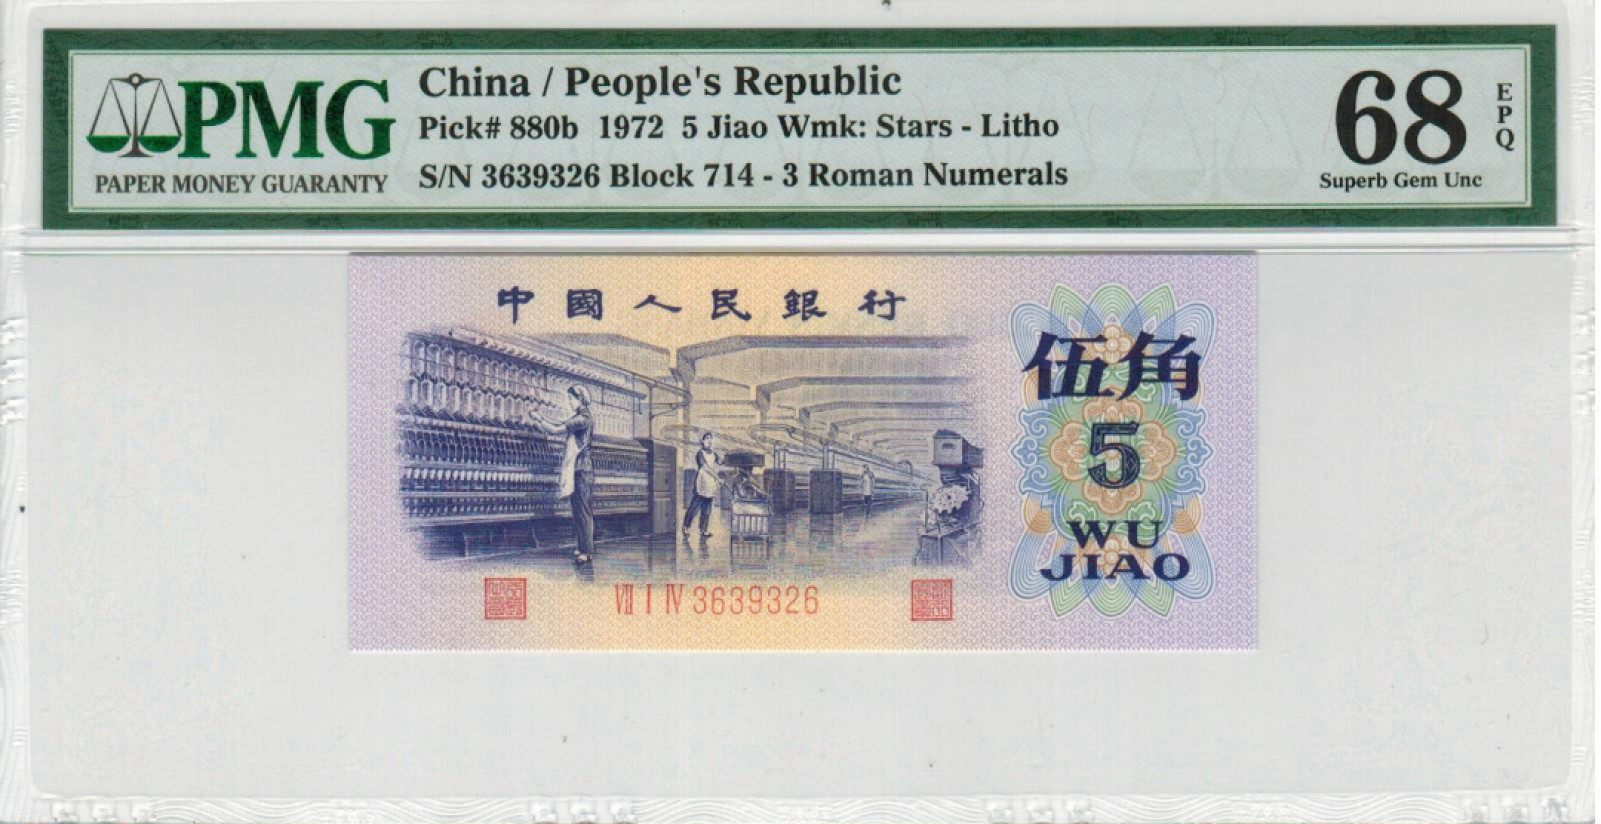 PMG
PAPER MONEY GUARANTY
China / People's Republic
Pick# 880b 1972 5 Jiao Wmk: Stars - Litho
S/N 3639326 Block 714 - 3 Roman Numerals
68
EPQ
Superb Gem Unc
中國人民銀行
伍角
5
WU
JIAO
VII I IV 3639326